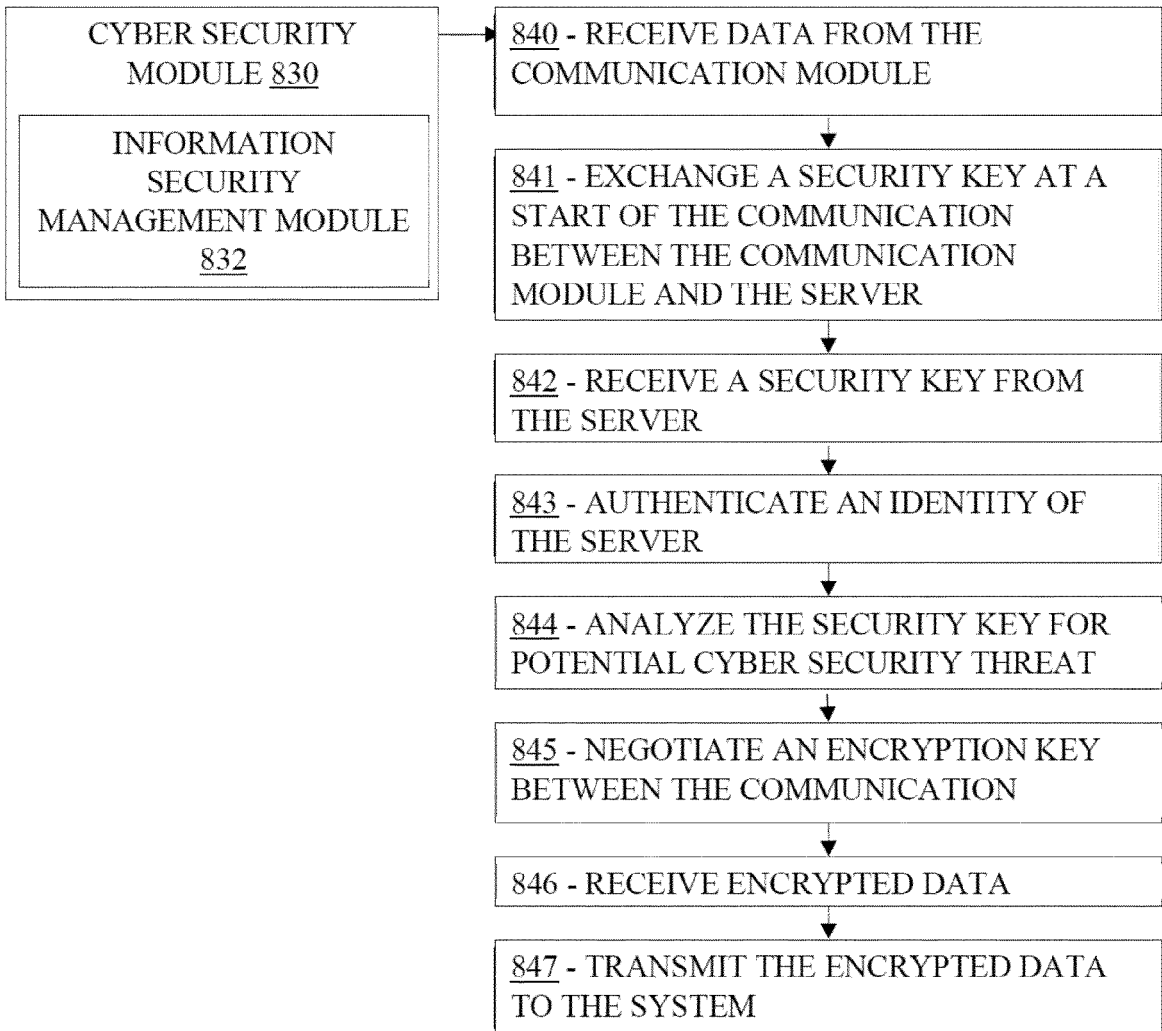 CYBER SECURITY
MODULE 830
INFORMATION
SECURITY
MANAGEMENT MODULE
832
840 - RECEIVE DATA FROM THE
COMMUNICATION MODULE
841 - EXCHANGE A SECURITY KEY AT A
START OF THE COMMUNICATION
BETWEEN THE COMMUNICATION
MODULE AND THE SERVER
842 - RECEIVE A SECURITY KEY FROM
THE SERVER
843 - AUTHENTICATE AN IDENTITY OF
THE SERVER
844 - ANALYZE THE SECURITY KEY FOR
POTENTIAL CYBER SECURITY THREAT
845 - NEGOTIATE AN ENCRYPTION KEY
BETWEEN THE COMMUNICATION
846 - RECEIVE ENCRYPTED DATA
847 - TRANSMIT THE ENCRYPTED DATA
TO THE SYSTEM